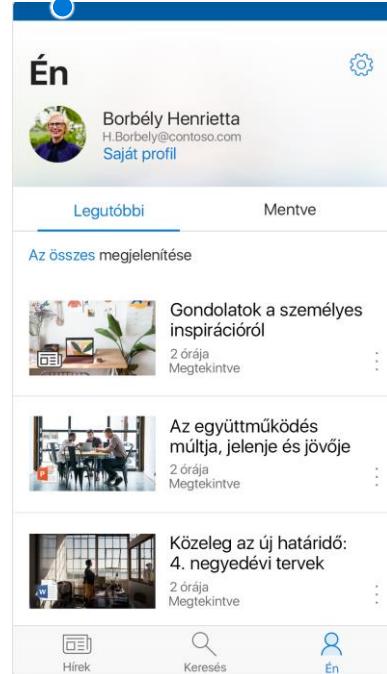 Én
Borbély Henrietta
H.Borbely@contoso.com
Saját profil
Legutóbbi
Mentve
Az összes megjelenítése
Gondolatok a személyes
inspirációról
2 órája
Megtekintve
Az együttműködés
múltja, jelenje és jövője
2 órája
Megtekintve
P
Közeleg az új határidő:
4. negyedévi tervek
2 órája
Megtekintve
W
Hírek
Keresés
Én